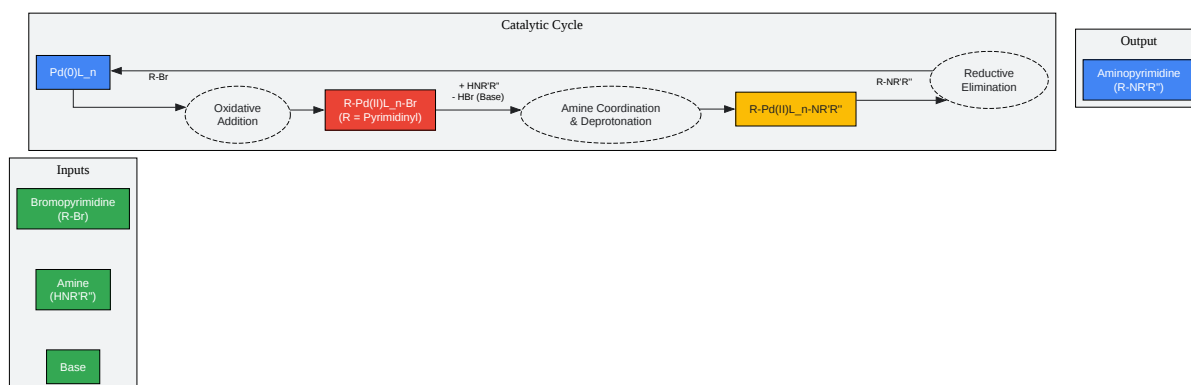 Catalytic Cycle
Pd(0)L_n
R-Br
Oxidative
Addition
R-Pd(II)L_n-Br
(R = Pyrimidinyl)
+ HNR'R"
- HBr (Base)
Amine Coordination
& Deprotonation
R-Pd(II)L_n-NR'R"
R-NR'R"
Reductive
Elimination
Output
Aminopyrimidine
(R-NR'R")
Inputs
Bromopyrimidine
(R-Br)
Amine
(HNR'R")
Base